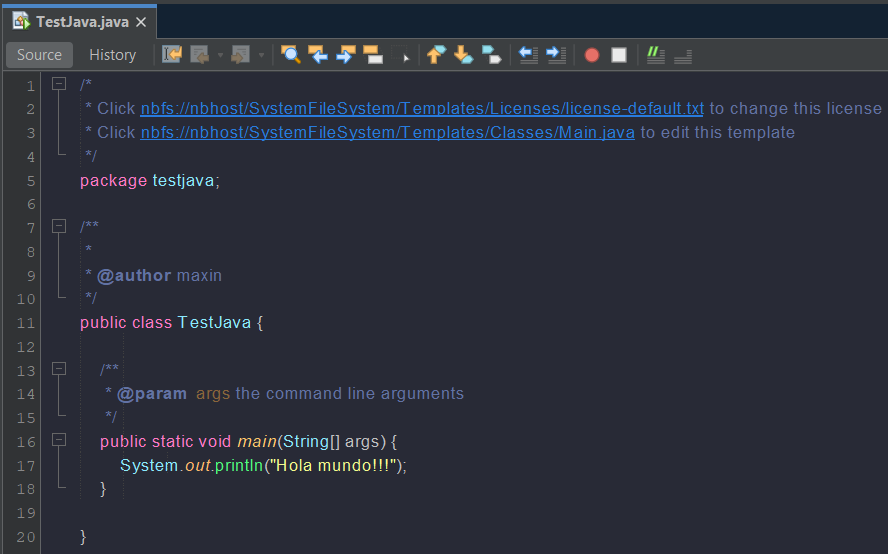 TestJava.java
Source History
1 /*
2 * Click nbfs://nbhost/SystemFileSystem/Templates/Licenses/license-default.txt to change this license
3 * Click nbfs://nbhost/SystemFileSystem/Templates/Classes/Main.java to edit this template
4 */
5 package testjava;
6
7 /**
8 *
9 * @author maxin
10 */
11 public class TestJava {
12
13 /**
14 * @param args the command line arguments
15 */
16 public static void main(String[] args) {
17 System.out.println("Hola mundo!!!");
18 }
19
20 }